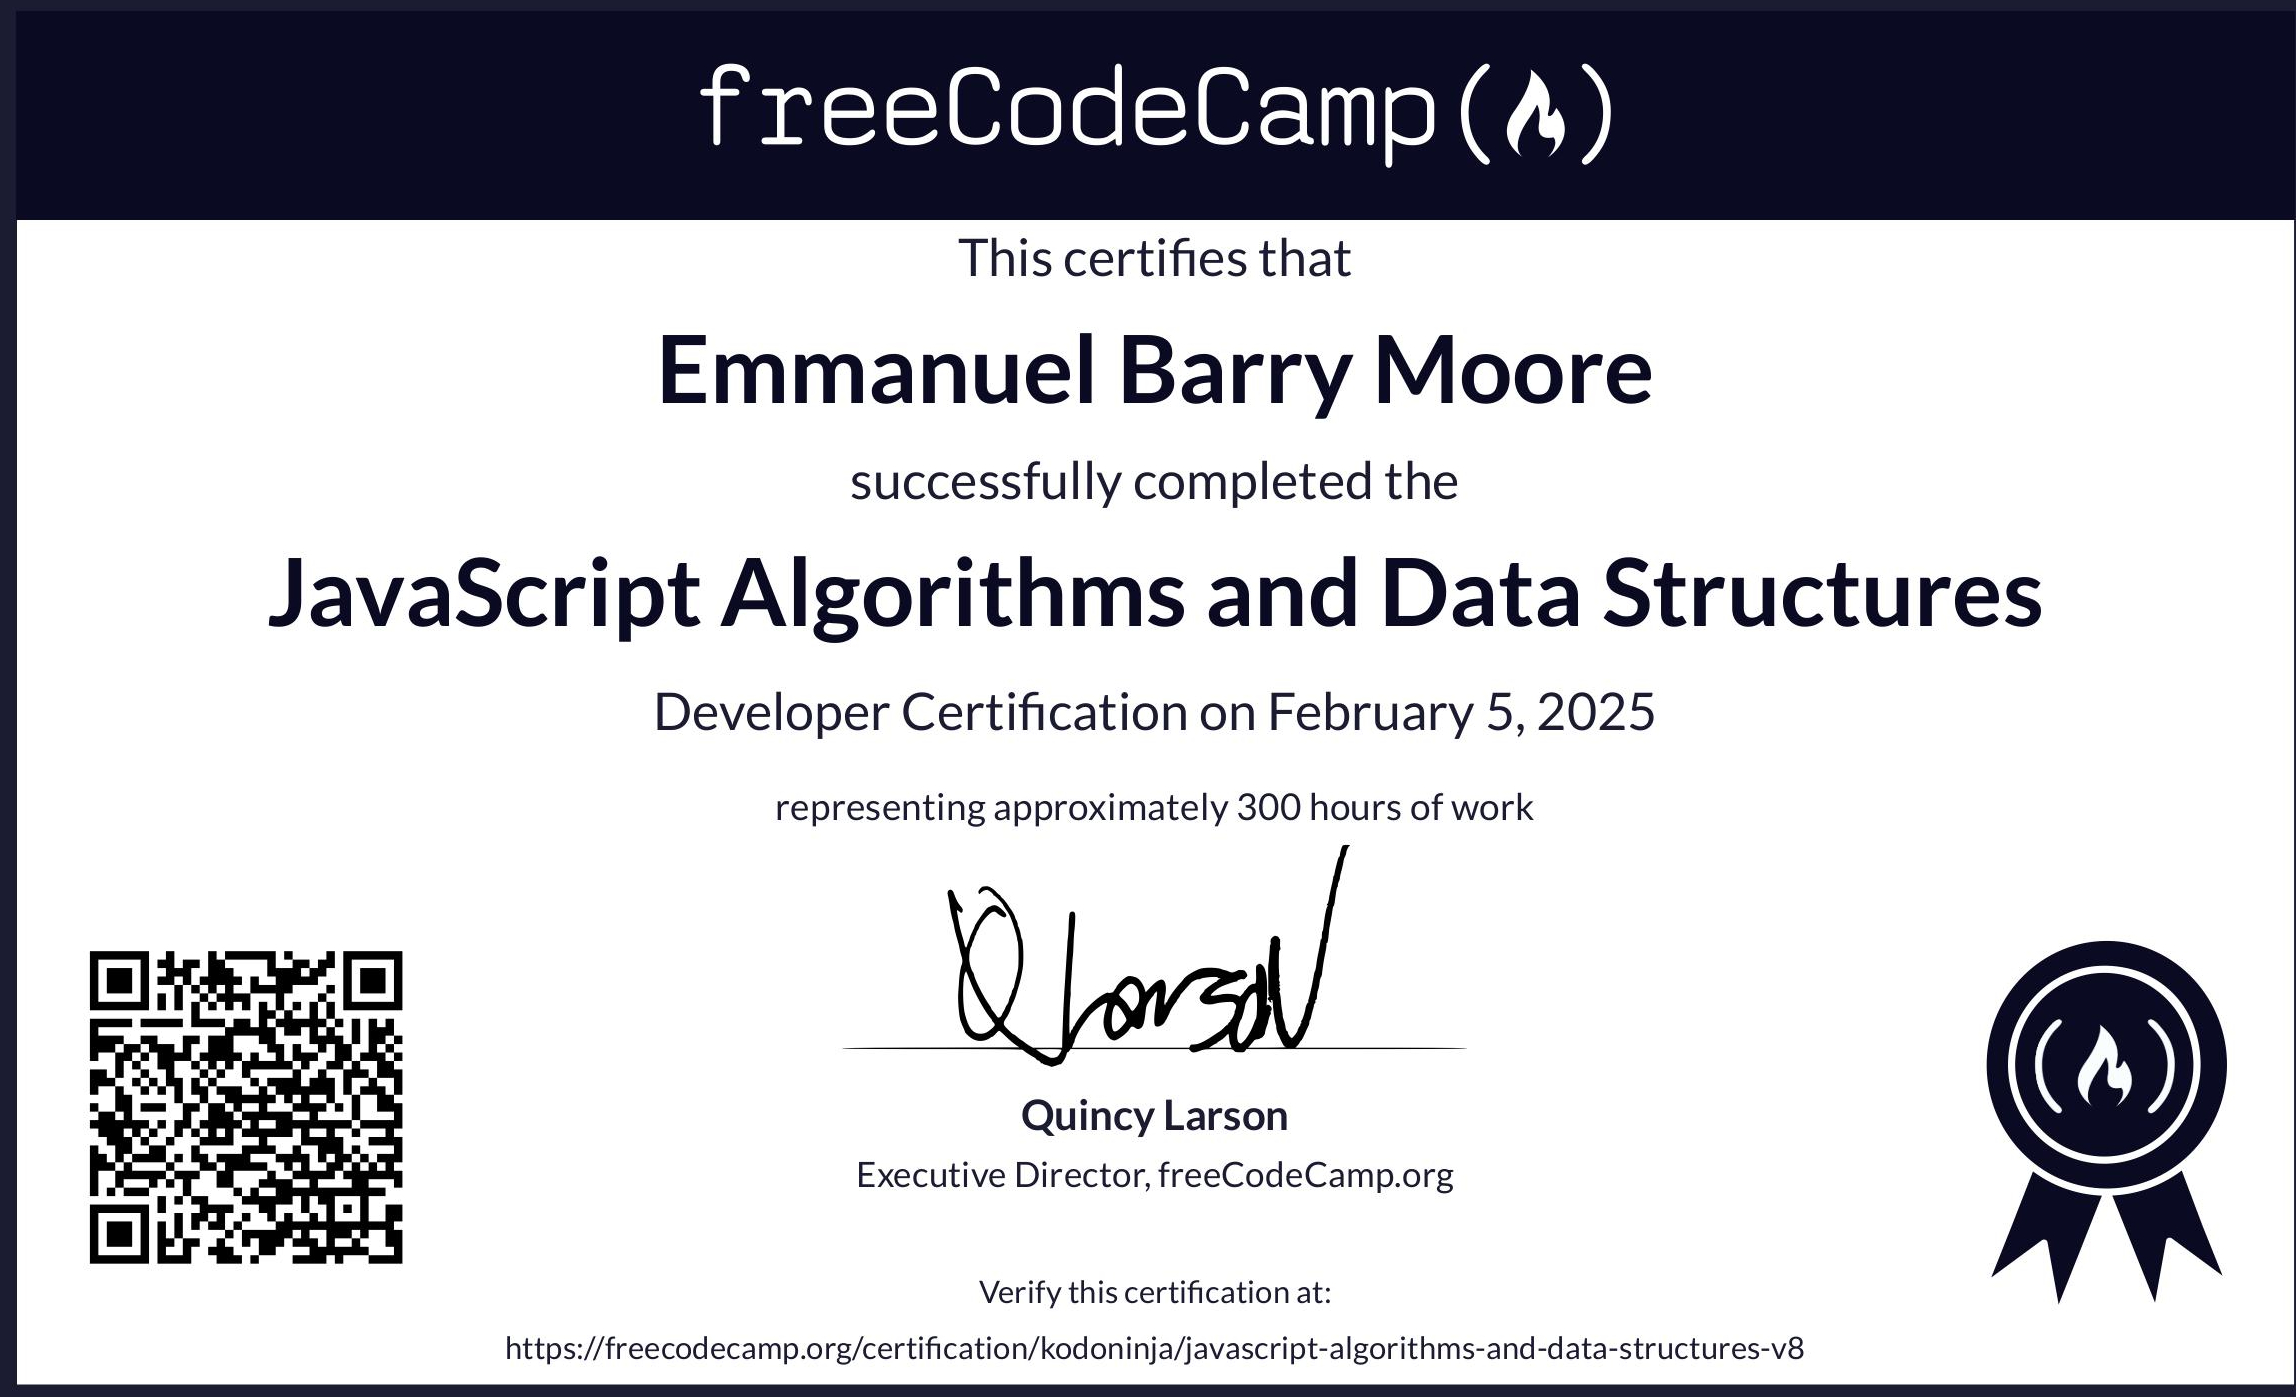 freeCodeCamp(🔥)
This certifies that
Emmanuel Barry Moore
successfully completed the
JavaScript Algorithms and Data Structures
Developer Certification on February 5, 2025
representing approximately 300 hours of work
Q Larson
Quincy Larson
Executive Director, freeCodeCamp.org
Verify this certification at:
https://freecodecamp.org/certification/kodoninja/javascript-algorithms-and-data-structures-v8